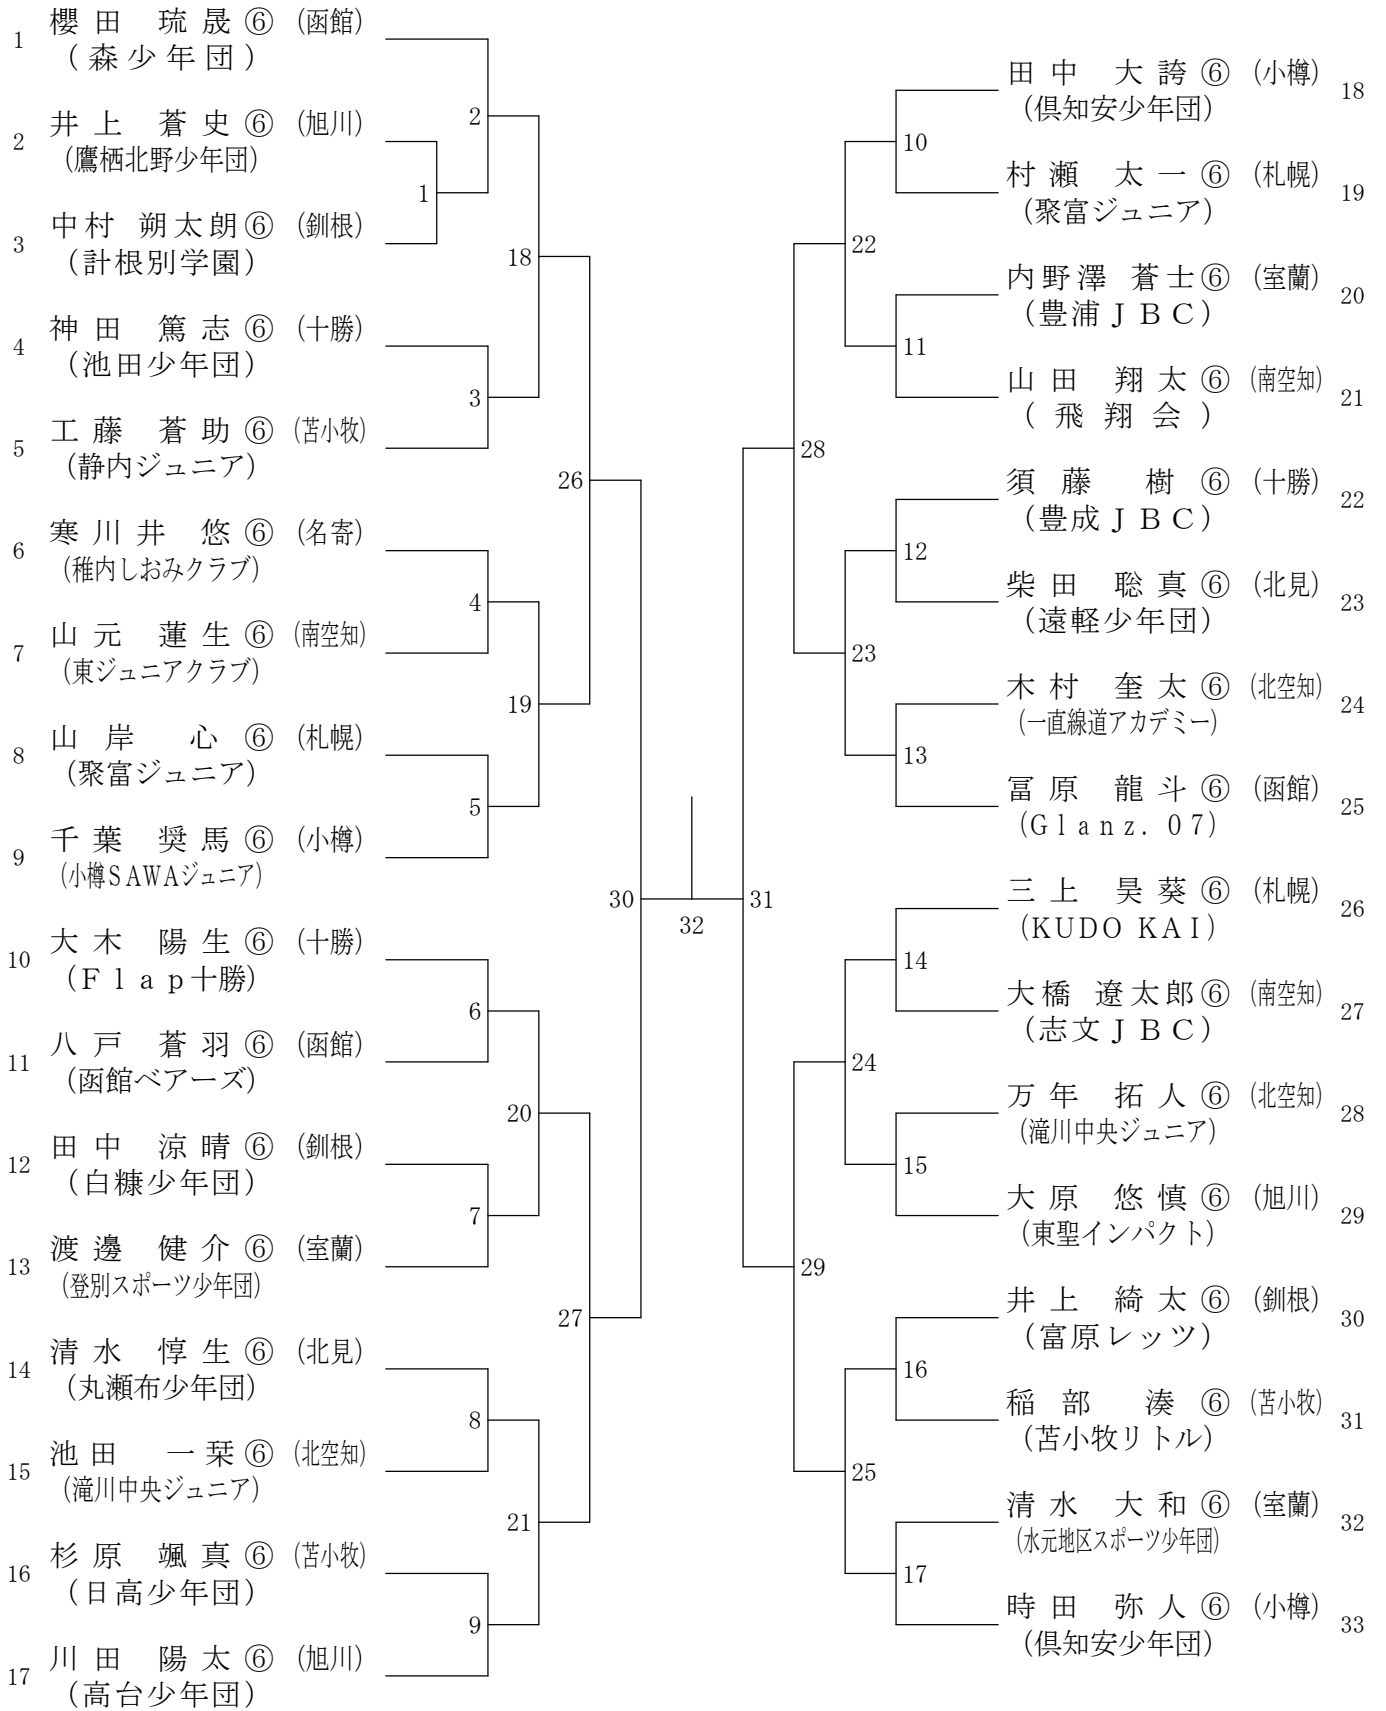 1 櫻田 琉晟⑥ (函館)
(森少年団)
2 井上 蒼史⑥ (旭川)
(鷹栖北野少年団)
3 中村 朔太朗⑥ (釧根)
(計根別学園)
4 神田 篤志⑥ (十勝)
(池田少年団)
5 工藤 蒼助⑥ (苫小牧)
(静内ジュニア)
6 寒川井 悠⑥ (名寄)
(稚内しおみクラブ)
7 山元 蓮生⑥ (南空知)
(東ジュニアクラブ)
8 山岸 心⑥ (札幌)
(聚富ジュニア)
9 千葉 奨馬⑥ (小樽)
(小樽SAWAジュニア)
10 大木 陽生⑥ (十勝)
(Flap十勝)
11 八戸 蒼羽⑥ (函館)
(函館ベアーズ)
12 田中 涼晴⑥ (釧根)
(白糠少年団)
13 渡邊 健介⑥ (室蘭)
(登別スポーツ少年団)
14 清水 惇生⑥ (北見)
(丸瀬布少年団)
15 池田 一栞⑥ (北空知)
(滝川中央ジュニア)
16 杉原 颯真⑥ (苫小牧)
(日高少年団)
17 川田 陽太⑥ (旭川)
(高台少年団)
1
2
3
4
5
6
7
8
9
18
19
20
21
26
27
30
32
31
28
29
22
23
24
25
10
11
12
13
14
15
16
17
田中 大誇⑥ (小樽) 18
(倶知安少年団)
村瀬 太一⑥ (札幌) 19
(聚富ジュニア)
内野澤 蒼士⑥ (室蘭) 20
(豊浦JBC)
山田 翔太⑥ (南空知) 21
(飛翔会)
須藤 樹⑥ (十勝) 22
(豊成JBC)
柴田 聡真⑥ (北見) 23
(遠軽少年団)
木村 奎太⑥ (北空知) 24
(一直線道アカデミー)
冨原 龍斗⑥ (函館) 25
(Glanz.07)
三上 昊葵⑥ (札幌) 26
(KUDO KAI)
大橋 遼太郎⑥ (南空知) 27
(志文JBC)
万年 拓人⑥ (北空知) 28
(滝川中央ジュニア)
大原 悠慎⑥ (旭川) 29
(東聖インパクト)
井上 綺太⑥ (釧根) 30
(富原レッツ)
稲部 湊⑥ (苫小牧) 31
(苫小牧リトル)
清水 大和⑥ (室蘭) 32
(水元地区スポーツ少年団)
時田 弥人⑥ (小樽) 33
(倶知安少年団)